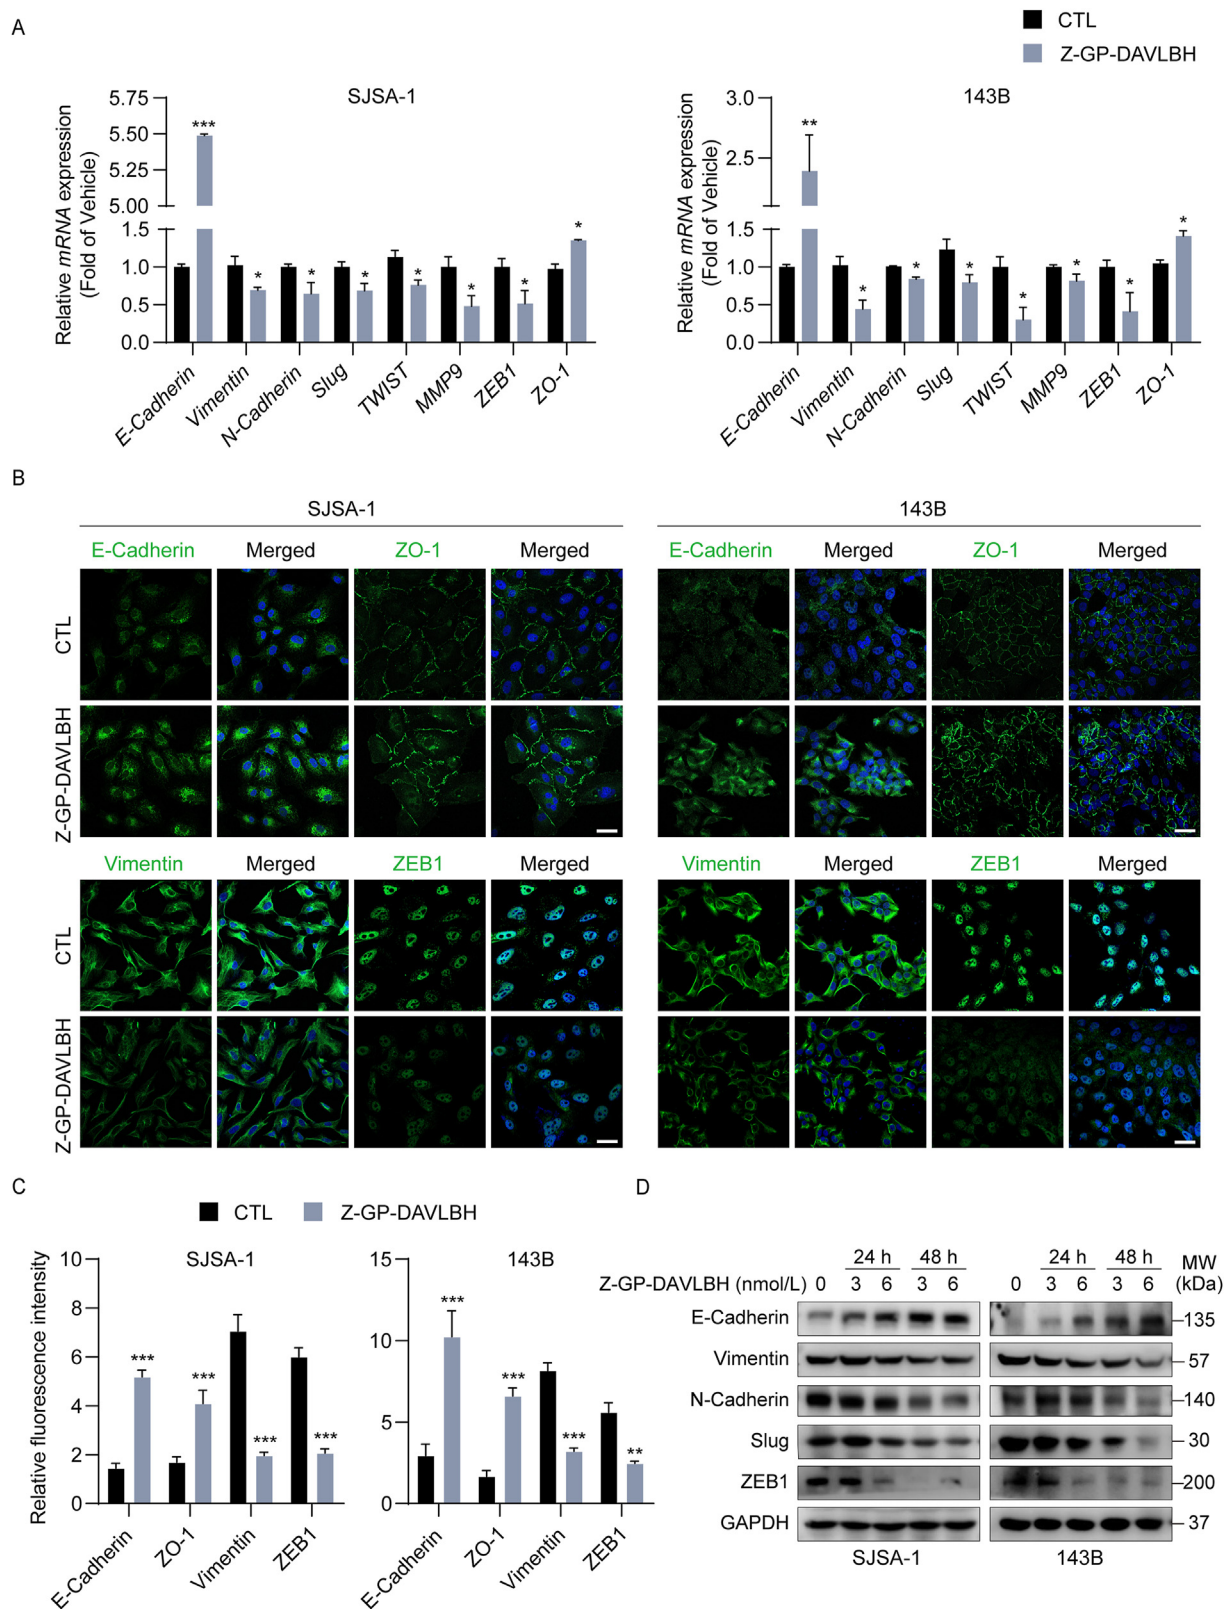 A
CTL
Z-GP-DAVLBH
SJSA-1
Relative mRNA expression
(Fold of Vehicle)
5.75
5.50
5.25
5.00
1.5
1.0
0.5
0.0
***
*
*
*
*
*
*
*
E-Cadherin
Vimentin
N-Cadherin
Slug
TWIST
MMP9
ZEB1
ZO-1
143B
Relative mRNA expression
(Fold of Vehicle)
3.0
2.5
1.5
1.0
0.5
0.0
**
*
*
*
*
*
*
*
E-Cadherin
Vimentin
N-Cadherin
Slug
TWIST
MMP9
ZEB1
ZO-1
B
SJSA-1
143B
E-Cadherin Merged ZO-1 Merged
E-Cadherin Merged ZO-1 Merged
CTL
Z-GP-DAVLBH
Vimentin Merged ZEB1 Merged
Vimentin Merged ZEB1 Merged
CTL
Z-GP-DAVLBH
C
CTL
Z-GP-DAVLBH
SJSA-1
Relative fluorescence intensity
10
8
6
4
2
0
***
***
***
***
E-Cadherin
ZO-1
Vimentin
ZEB1
143B
15
10
5
0
***
***
***
**
E-Cadherin
ZO-1
Vimentin
ZEB1
D
24 h 48 h 24 h 48 h MW
Z-GP-DAVLBH (nmol/L) 0 3 6 3 6 0 3 6 3 6 (kDa)
E-Cadherin 135
Vimentin 57
N-Cadherin 140
Slug 30
ZEB1 200
GAPDH 37
SJSA-1 143B